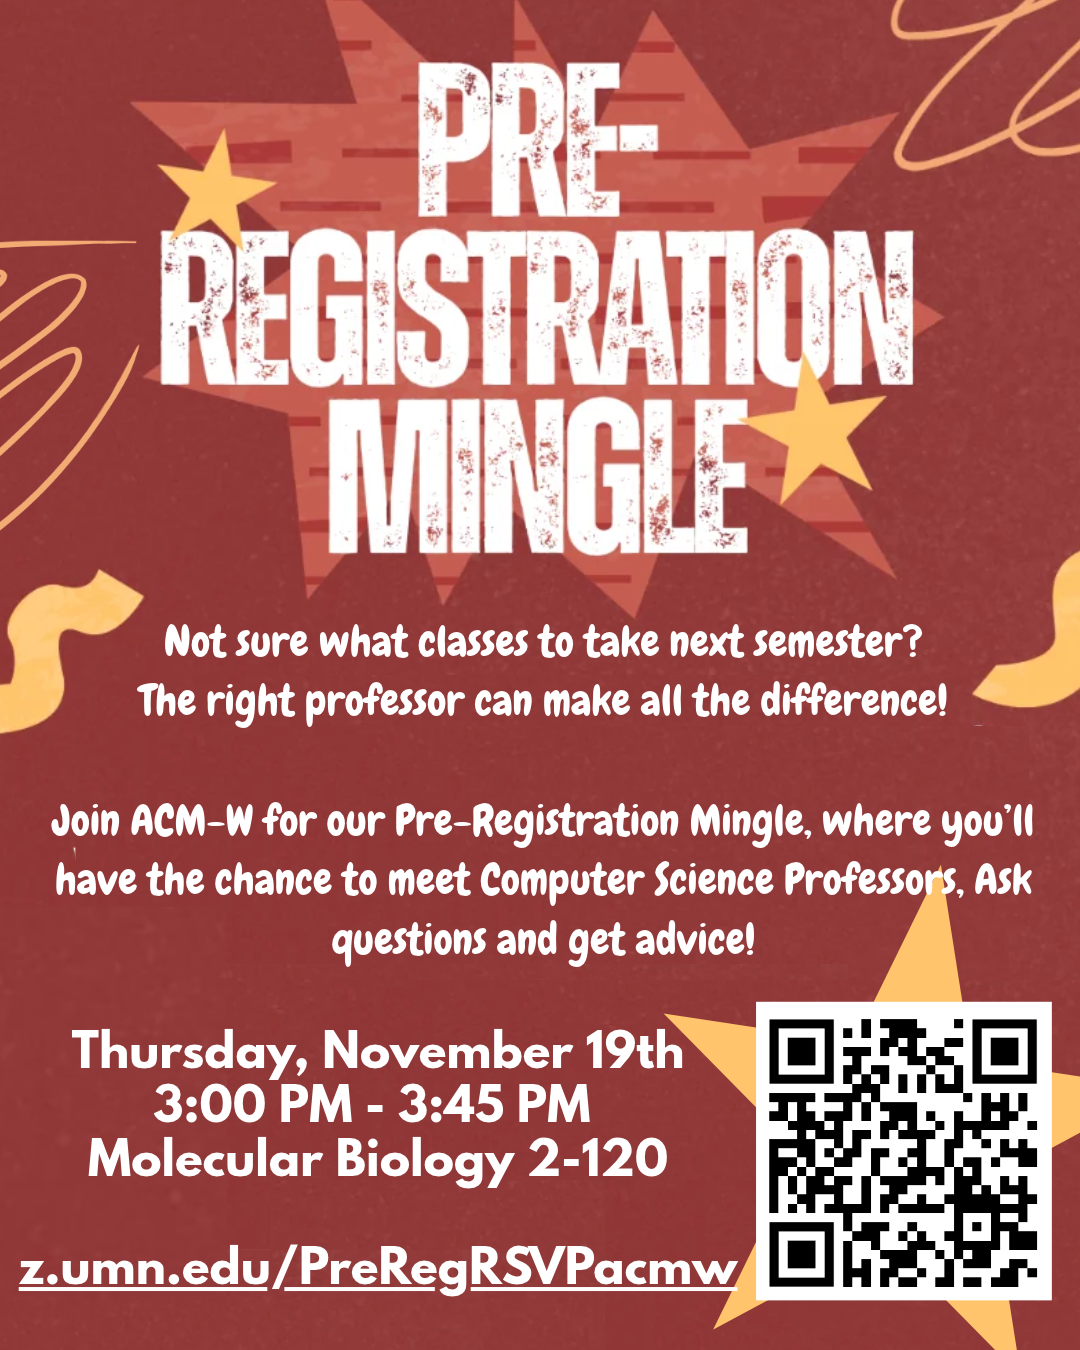 PRE-
REGISTRATION
MINGLE
Not sure what classes to take next semester?
The right professor can make all the difference!
Join ACM-W for our Pre-Registration Mingle, where you'll
have the chance to meet Computer Science Professors, Ask
questions and get advice!
Thursday, November 19th
3:00 PM - 3:45 PM
Molecular Biology 2-120
z.umn.edu/PreRegRSVPacmw